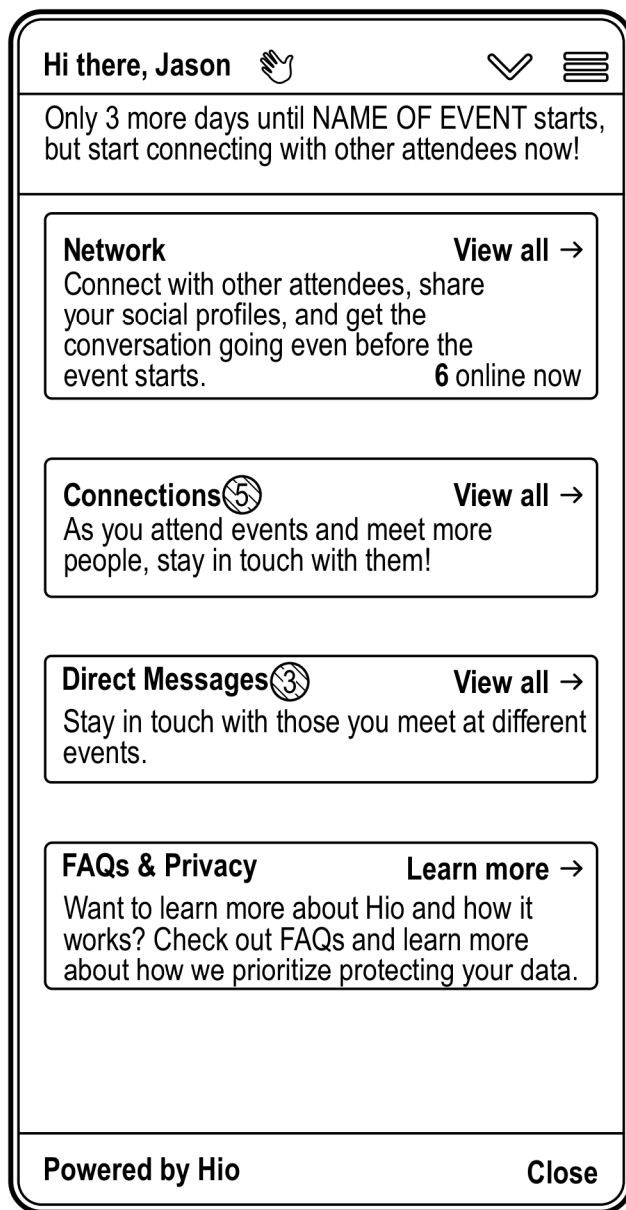 Hi there, Jason
Only 3 more days until NAME OF EVENT starts,
but start connecting with other attendees now!
Network View all →
Connect with other attendees, share
your social profiles, and get the
conversation going even before the
event starts. 6 online now
Connections 5 View all →
As you attend events and meet more
people, stay in touch with them!
Direct Messages 3 View all →
Stay in touch with those you meet at different
events.
FAQs & Privacy Learn more →
Want to learn more about Hio and how it
works? Check out FAQs and learn more
about how we prioritize protecting your data.
Powered by Hio Close